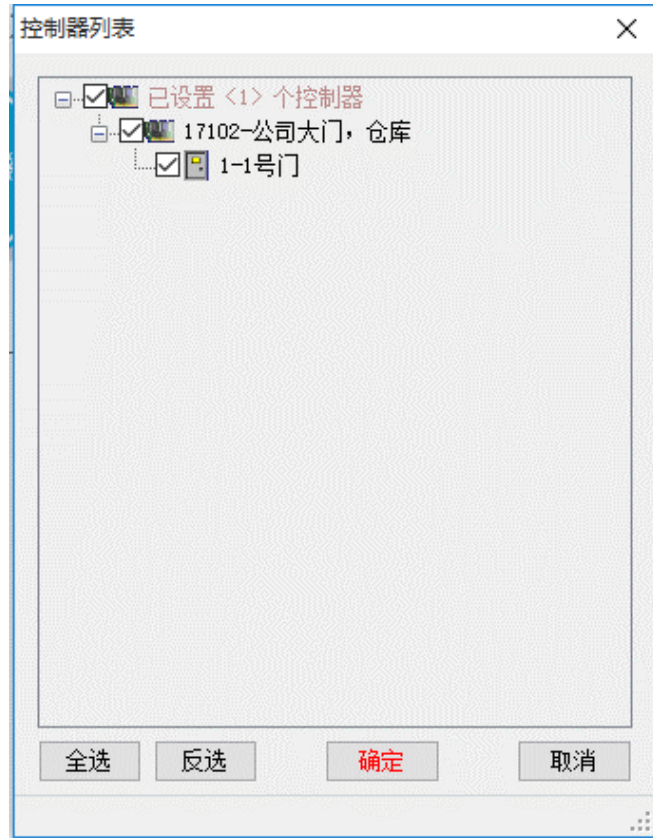 控制器列表
已设置 <1> 个控制器
17102-公司大门，仓库
1-1号门
全选 反选 确定 取消